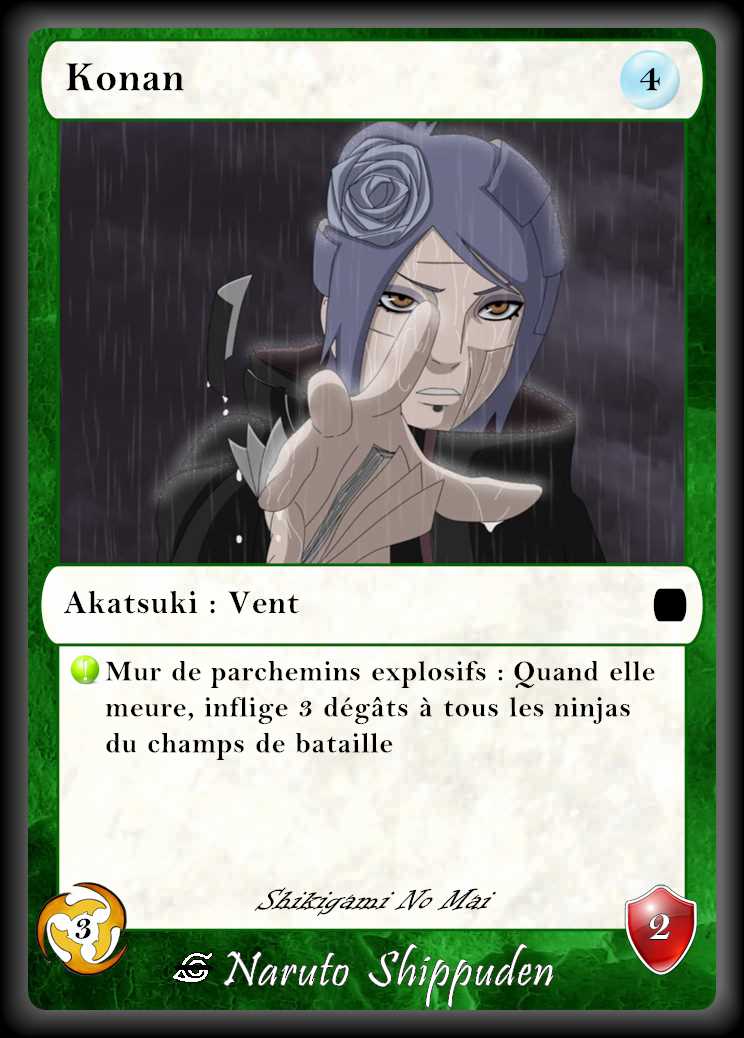 Konan
4
Akatsuki : Vent
Mur de parchemins explosifs : Quand elle
meure, inflige 3 dégâts à tous les ninjas
du champs de bataille
Shikigami No Mai
3
2
Naruto Shippuden